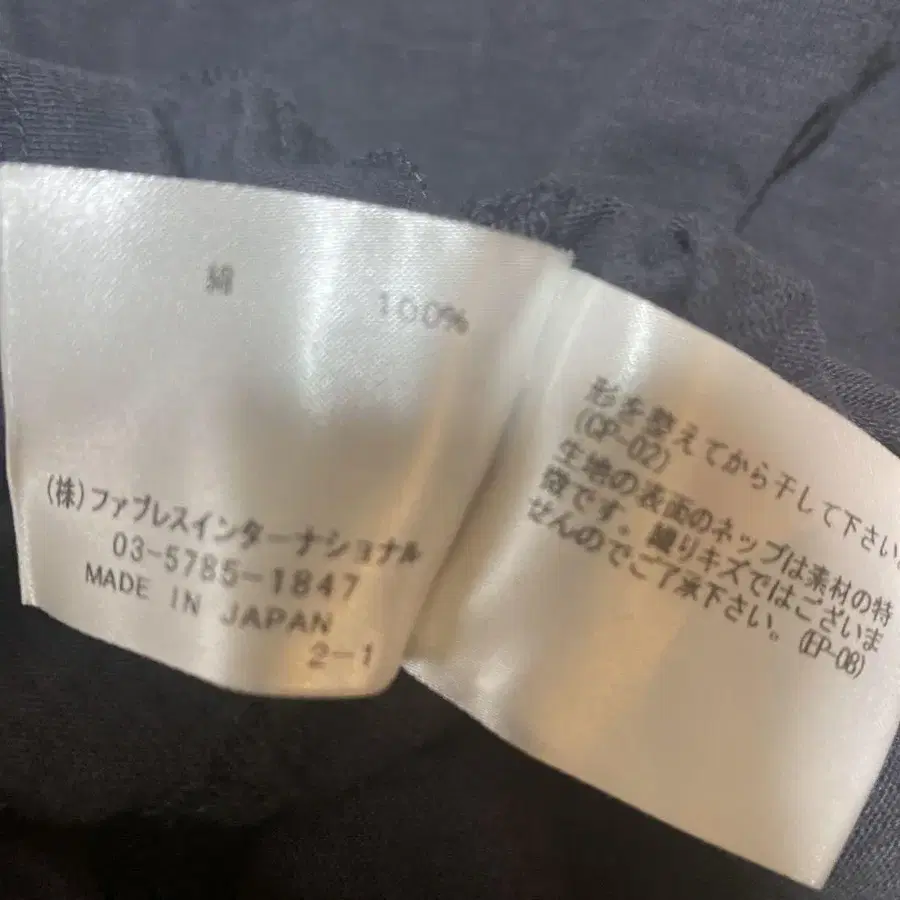 綿 100%
(株)ファブレスインターナショナル
03-5785-1847
MADE IN JAPAN
2-1
形を整えてから干して下さい。
(CP-02)
生地の表面のネップは素材の特
徴です。織りキズではございま
せんのでご了承下さい。(EP-08)